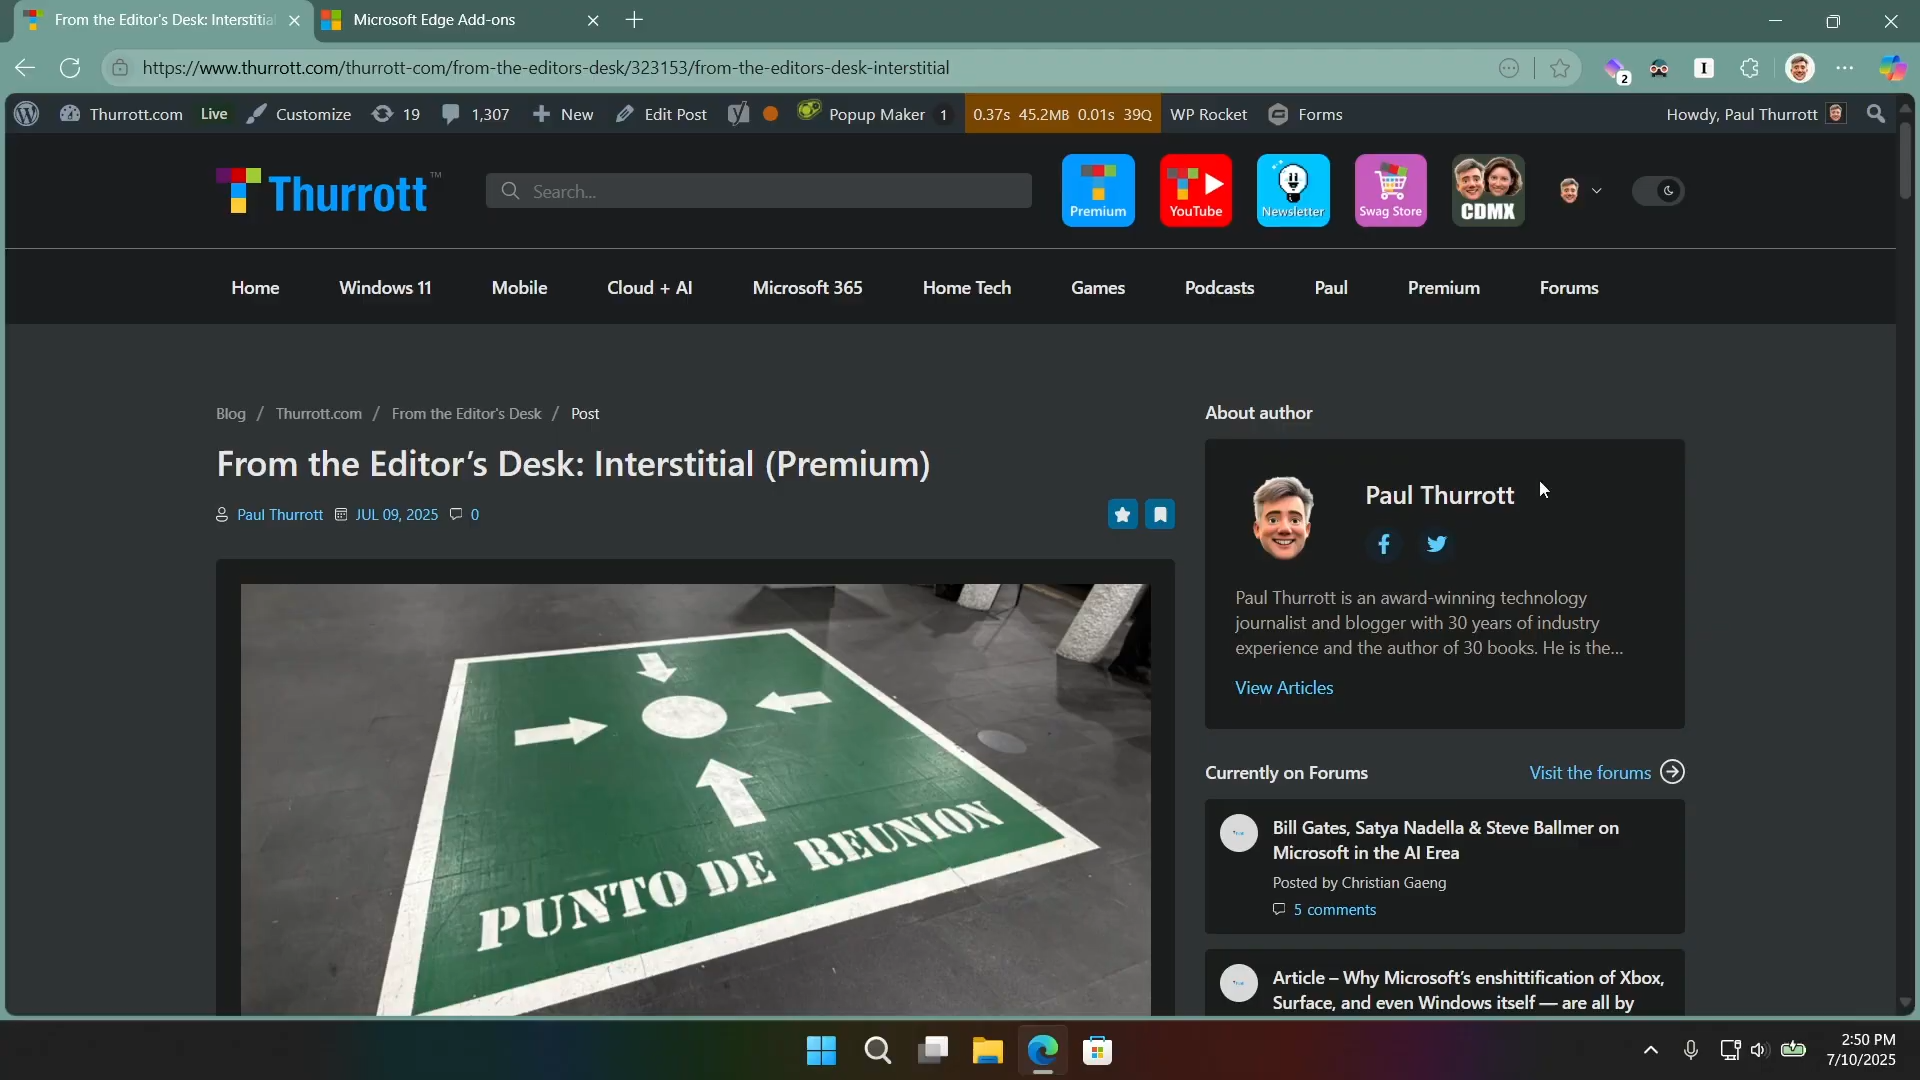 From the Editor's Desk: Interstitia
Microsoft Edge Add-ons
https://www.thurrott.com/thurrott-com/from-the-editors-desk/323153/from-the-editors-desk-interstitial
2
Thurrott.com Live Customize 19 1,307 New Edit Post Popup Maker 1 0.37s 45.2MB 0.01s 39Q WP Rocket Forms Howdy, Paul Thurrott
Thurrott™
Search...
Premium
YouTube
Newsletter
Swag Store
CDMX
Home Windows 11 Mobile Cloud + AI Microsoft 365 Home Tech Games Podcasts Paul Premium Forums
Blog / Thurrott.com / From the Editor's Desk / Post
From the Editor’s Desk: Interstitial (Premium)
Paul Thurrott JUL 09, 2025 0
PUNTO DE REUNION
About author
Paul Thurrott
Paul Thurrott is an award-winning technology
journalist and blogger with 30 years of industry
experience and the author of 30 books. He is the...
View Articles
Currently on Forums Visit the forums
Bill Gates, Satya Nadella & Steve Ballmer on
Microsoft in the AI Erea
Posted by Christian Gaeng
5 comments
Article – Why Microsoft’s enshittification of Xbox,
Surface, and even Windows itself — are all by
2:50 PM
7/10/2025